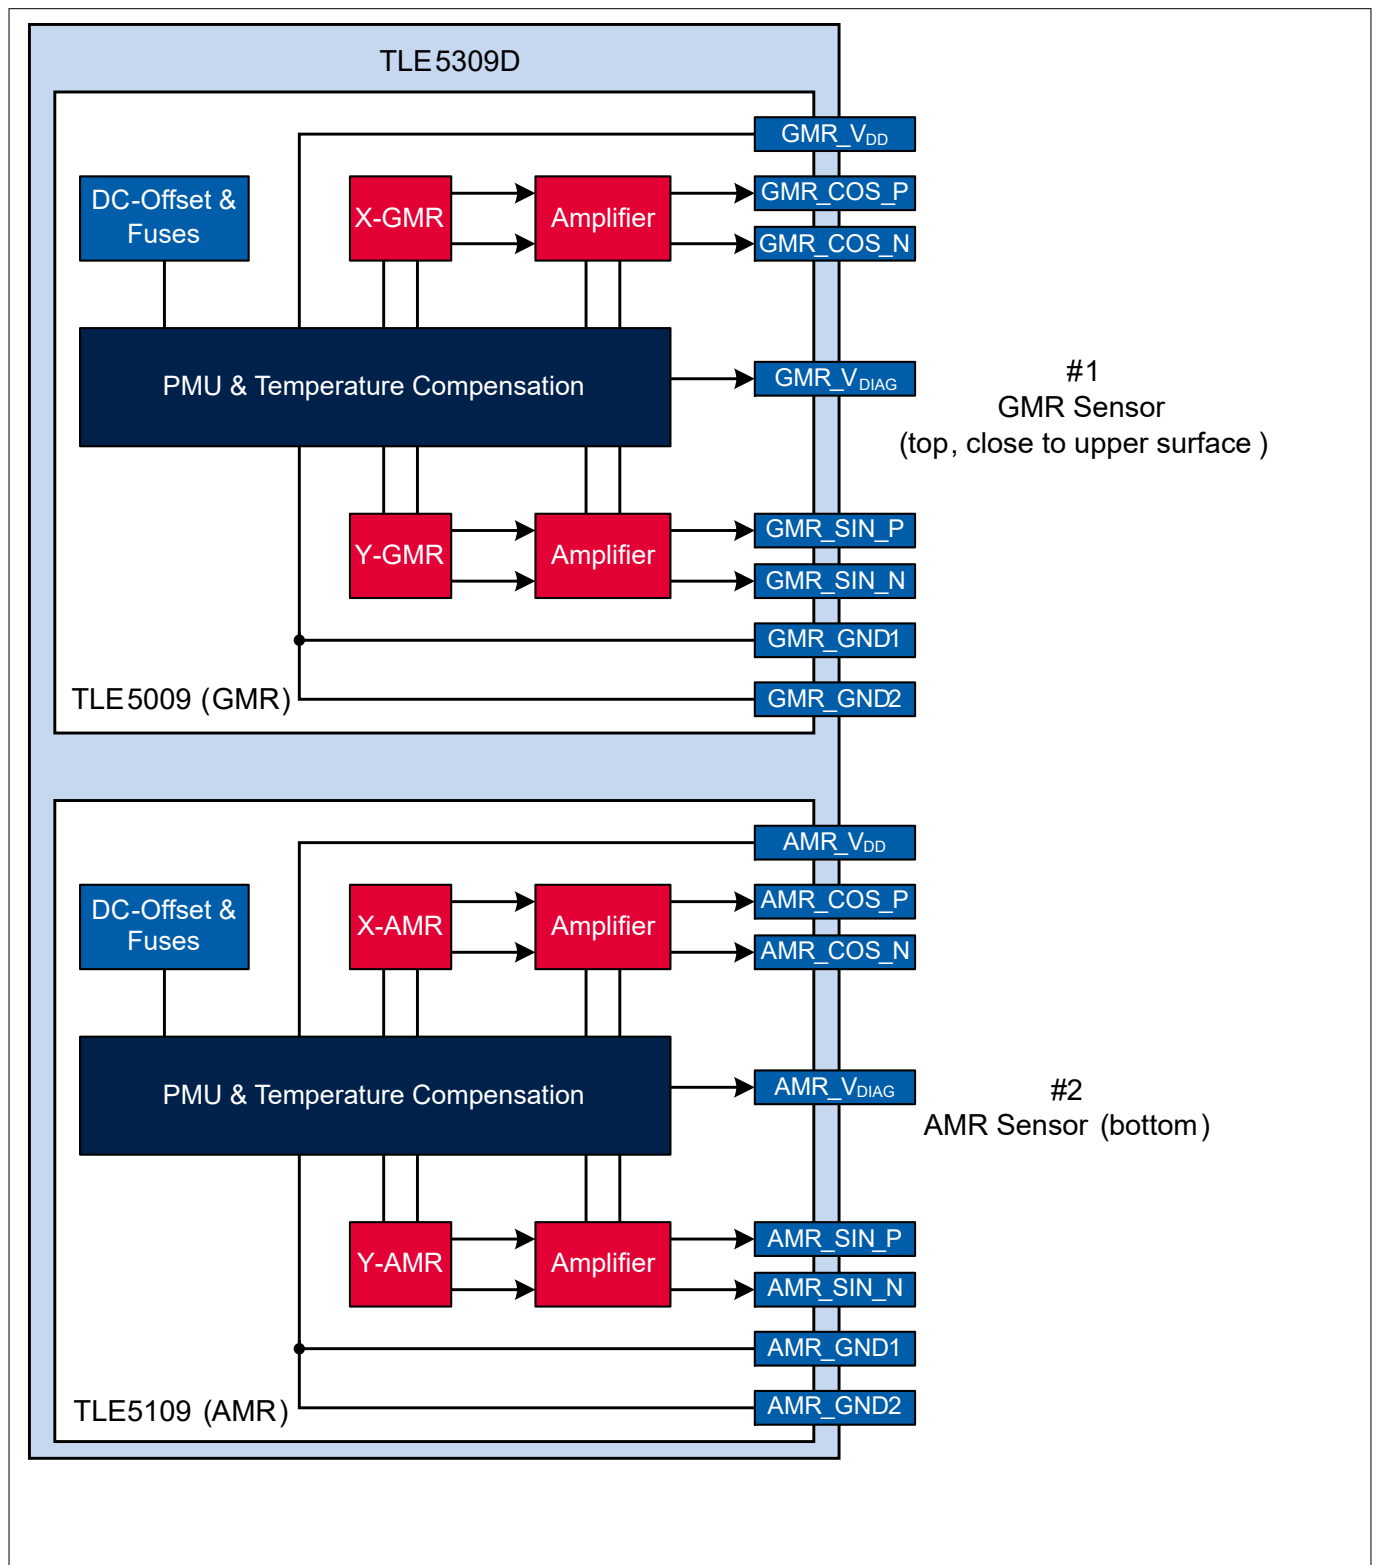 TLE5309D
GMR_VDD
DC-Offset &
Fuses
X-GMR
Amplifier
GMR_COS_P
GMR_COS_N
PMU & Temperature Compensation
GMR_VDIAG
#1
GMR Sensor
(top, close to upper surface)
Y-GMR
Amplifier
GMR_SIN_P
GMR_SIN_N
GMR_GND1
TLE5009 (GMR)
GMR_GND2
AMR_VDD
DC-Offset &
Fuses
X-AMR
Amplifier
AMR_COS_P
AMR_COS_N
PMU & Temperature Compensation
AMR_VDIAG
#2
AMR Sensor (bottom)
Y-AMR
Amplifier
AMR_SIN_P
AMR_SIN_N
AMR_GND1
TLE5109 (AMR)
AMR_GND2